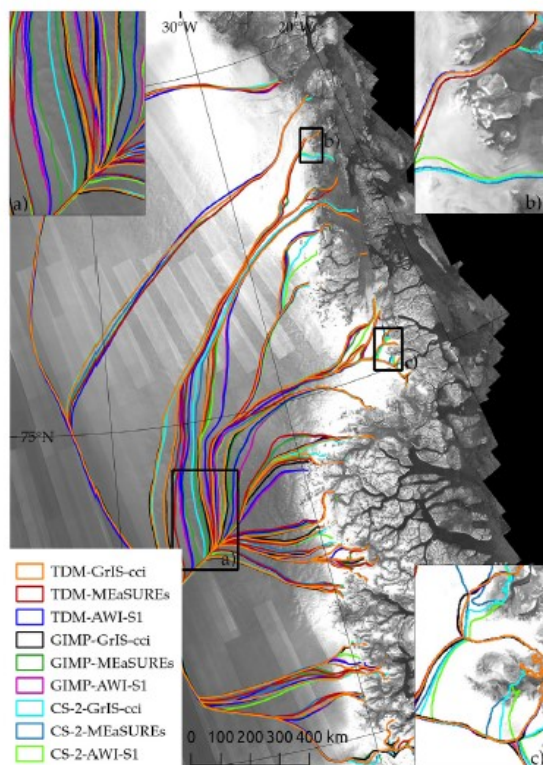 30°W
20°W
a)
b)
b)
c)
75°N
a)
TDM-GrIS-cci
TDM-MEaSUREs
TDM-AWI-S1
GIMP-GrIS-cci
GIMP-MEaSUREs
GIMP-AWI-S1
CS-2-GrIS-cci
CS-2-MEaSUREs
CS-2-AWI-S1
0 100 200 300 400 km
c)